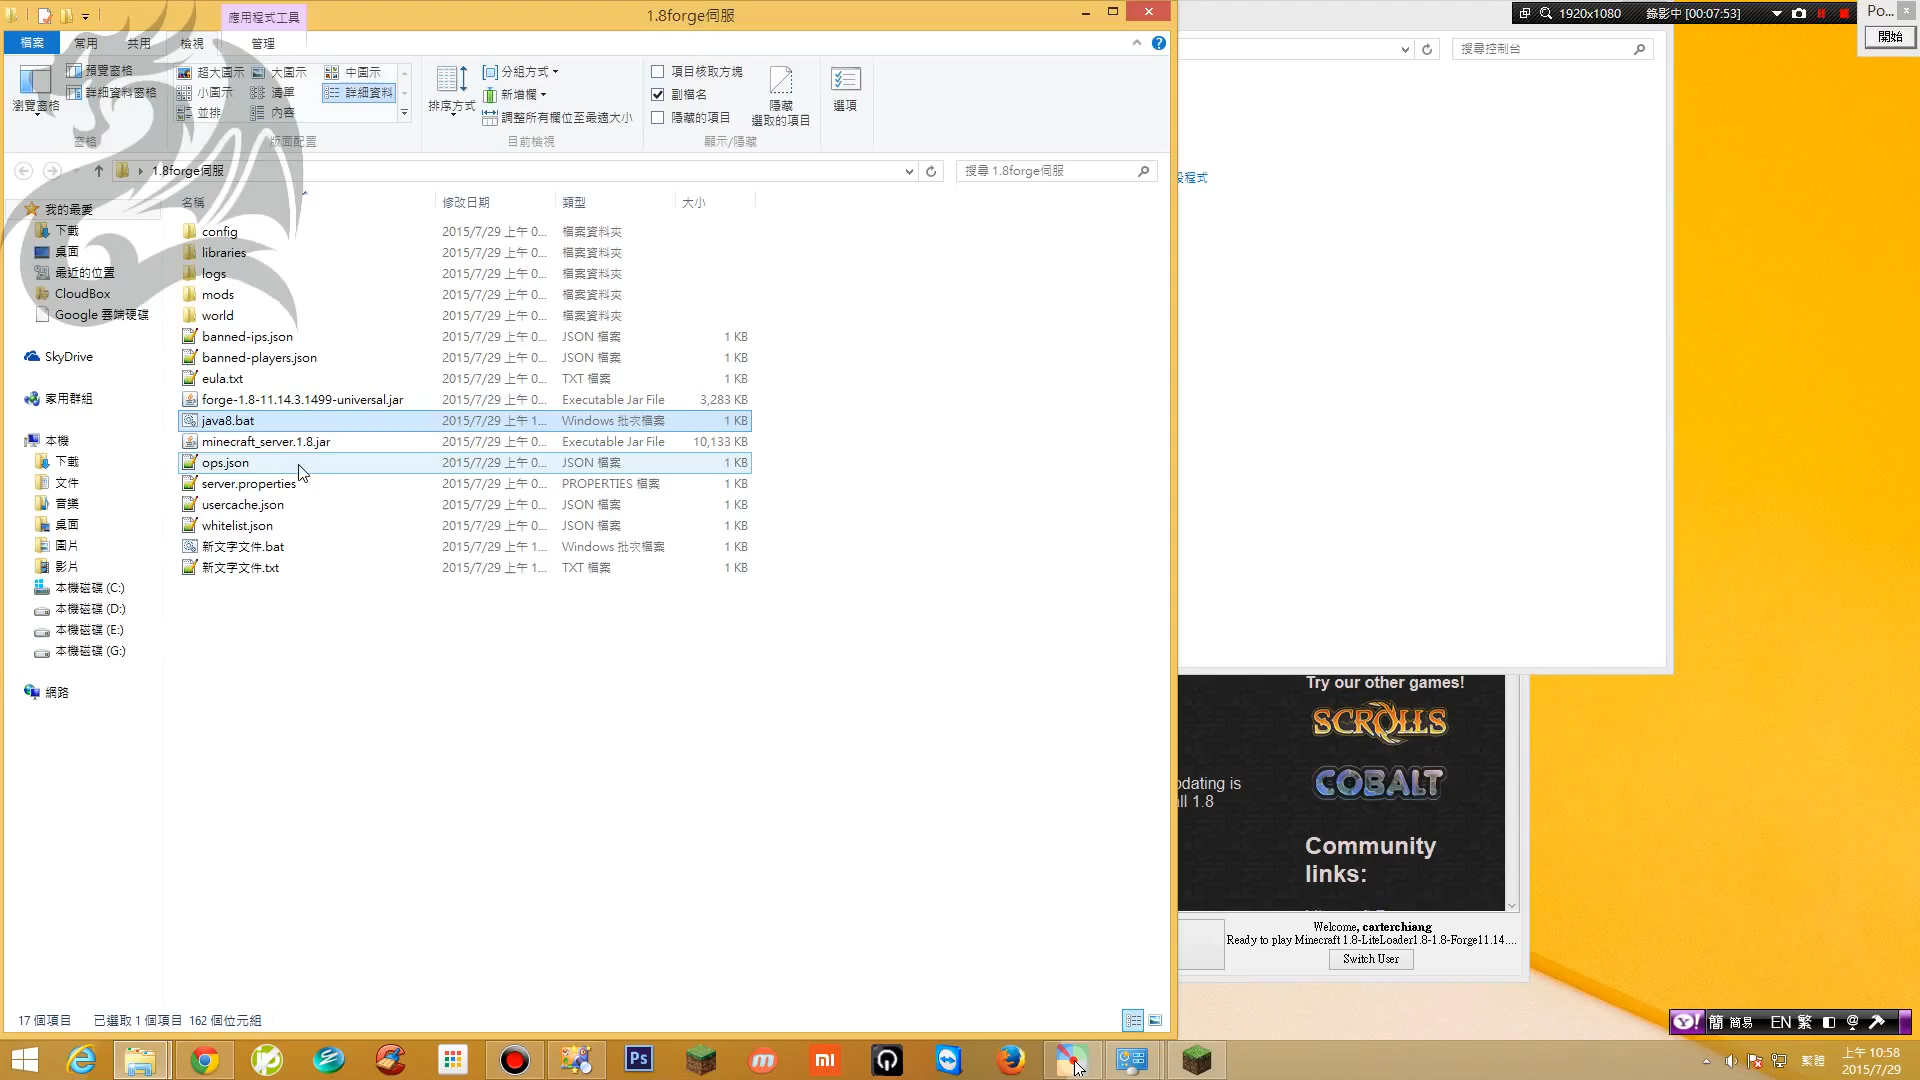 應用程式工具
1.8forge伺服
1920x1080
錄影中 [00:07:53]
Po...
開始
檔案
常用
共用
檢視
管理
搜尋控制台
瀏覽窗格
預覽窗格
詳細資料窗格
窗格
超大圖示
大圖示
中圖示
小圖示
清單
詳細資料
並排
內容
版面配置
排序方式
分組方式
新增欄
調整所有欄位至最適大小
目前檢視
項目核取方塊
副檔名
隱藏的項目
隱藏
選取的項目
顯示/隱藏
選項
1.8forge伺服
搜尋 1.8forge伺服
名稱
修改日期
類型
大小
我的最愛
下載
桌面
最近的位置
CloudBox
Google 雲端硬碟
SkyDrive
家用群組
本機
下載
文件
音樂
桌面
圖片
影片
本機磁碟 (C:)
本機磁碟 (D:)
本機磁碟 (E:)
本機磁碟 (G:)
網路
config 2015/7/29 上午 0... 檔案資料夾
libraries 2015/7/29 上午 0... 檔案資料夾
logs 2015/7/29 上午 0... 檔案資料夾
mods 2015/7/29 上午 0... 檔案資料夾
world 2015/7/29 上午 0... 檔案資料夾
banned-ips.json 2015/7/29 上午 0... JSON 檔案 1 KB
banned-players.json 2015/7/29 上午 0... JSON 檔案 1 KB
eula.txt 2015/7/29 上午 0... TXT 檔案 1 KB
forge-1.8-11.14.3.1499-universal.jar 2015/7/29 上午 0... Executable Jar File 3,283 KB
java8.bat 2015/7/29 上午 1... Windows 批次檔案 1 KB
minecraft_server.1.8.jar 2015/7/29 上午 0... Executable Jar File 10,133 KB
ops.json 2015/7/29 上午 0... JSON 檔案 1 KB
server.properties 2015/7/29 上午 0... PROPERTIES 檔案 1 KB
usercache.json 2015/7/29 上午 0... JSON 檔案 1 KB
whitelist.json 2015/7/29 上午 0... JSON 檔案 1 KB
新文字文件.bat 2015/7/29 上午 1... Windows 批次檔案 1 KB
新文字文件.txt 2015/7/29 上午 1... TXT 檔案 1 KB
程式
Try our other games!
SCROLLS
COBALT
pdating is
ll 1.8
Community
links:
Welcome, carterchiang
Ready to play Minecraft 1.8-LiteLoader1.8-1.8-Forge11.14....
Switch User
17 個項目
已選取 1 個項目 162 個位元組
Y! 簡 簡易 EN 繁
Ps
mi
繁體
上午 10:58
2015/7/29